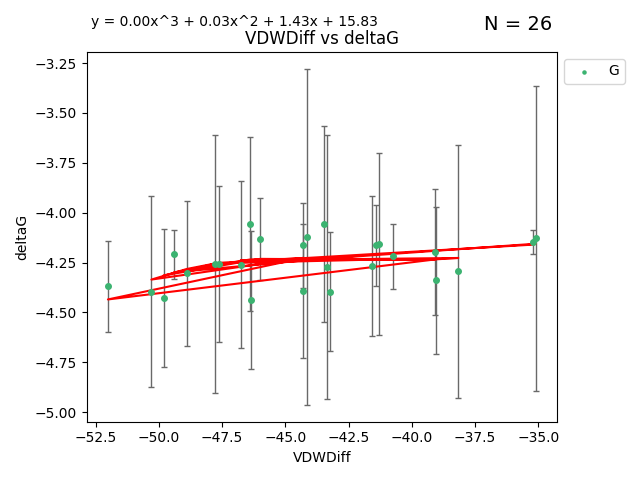 y = 0.00x^3 + 0.03x^2 + 1.43x + 15.83
N = 26
VDWDiff vs deltaG
G
−3.25
−3.50
−3.75
−4.00
−4.25
−4.50
−4.75
−5.00
deltaG
−52.5 −50.0 −47.5 −45.0 −42.5 −40.0 −37.5 −35.0
VDWDiff